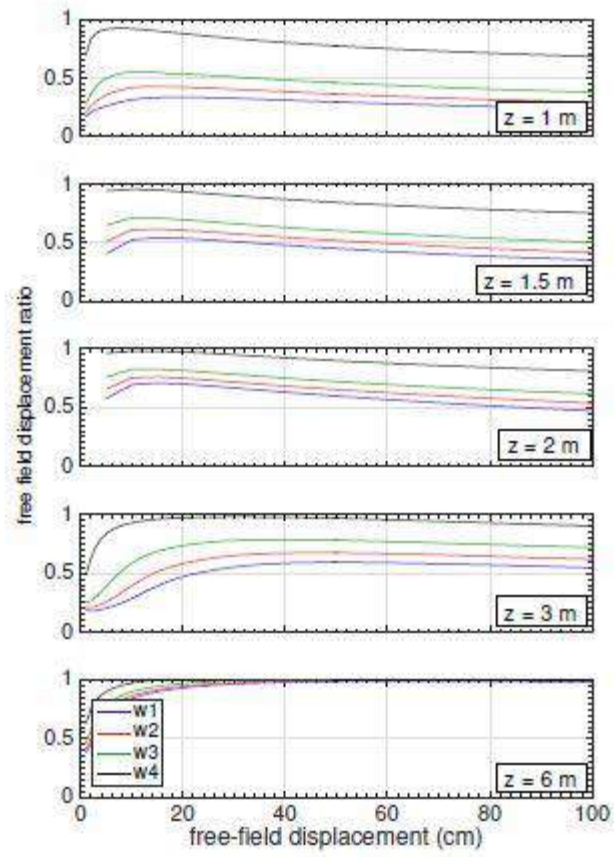 1
0.5
0
z = 1 m
1
0.5
0
z = 1.5 m
free field displacement ratio
1
0.5
0
z = 2 m
1
0.5
0
z = 3 m
1
0.5
0
w1
w2
w3
w4
z = 6 m
0 20 40 60 80 100
free-field displacement (cm)